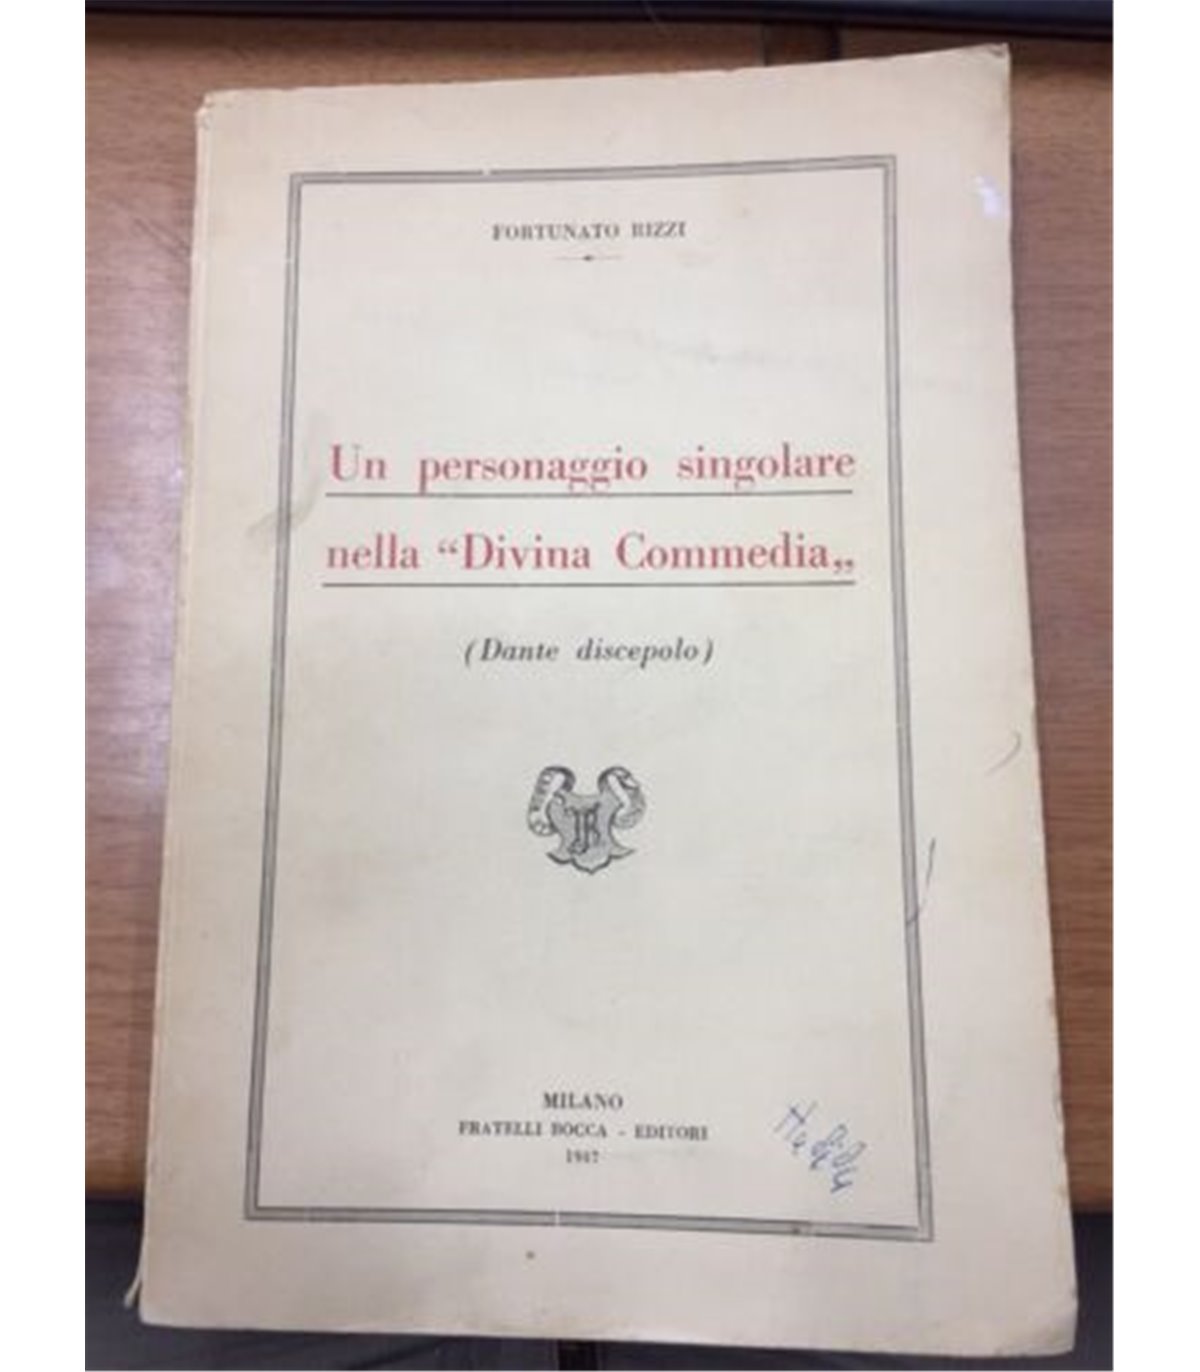 FORTUNATO RIZZI
Un personaggio singolare
nella “Divina Commedia„
(Dante discepolo)
MILANO
FRATELLI BOCCA - EDITORI
1947